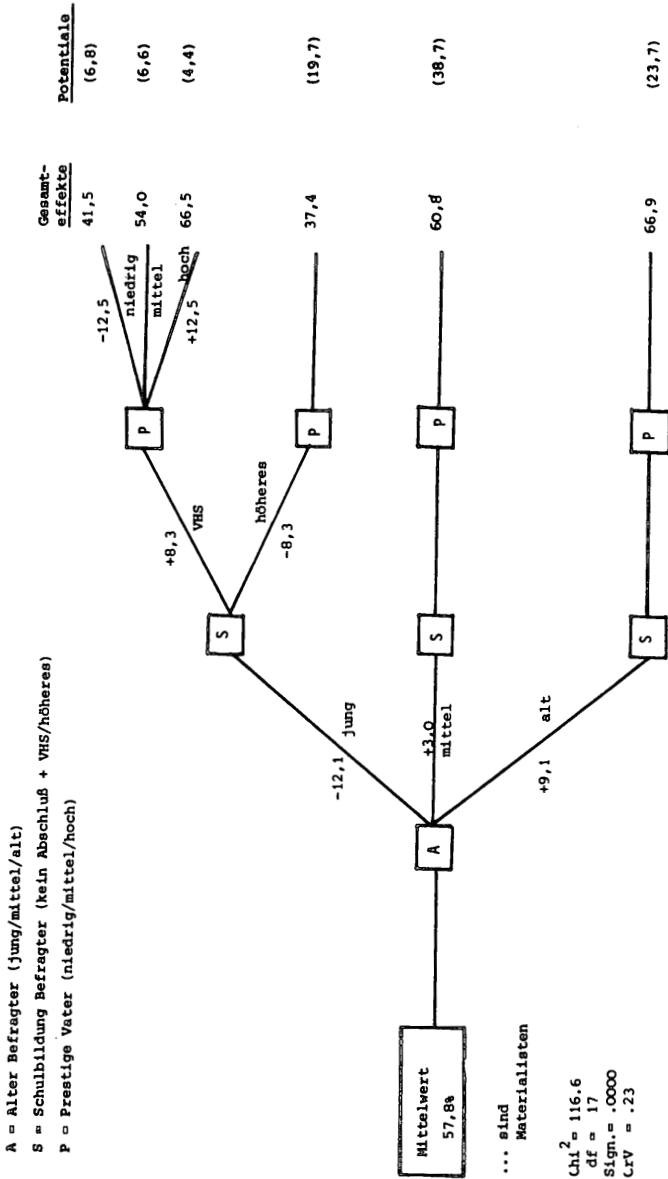 A = Alter Befragter (jung/mittel/alt)
S = Schulbildung Befragter (kein Abschluß + VHS/höheres)
P = Prestige Vater (niedrig/mittel/hoch)
Gesamt-
effekte
Potentiale
-12,5
41,5
(6,8)
niedrig
P
mittel
54,0
(6,6)
hoch
+12,5
66,5
(4,4)
+8,3
VHS
S
höheres
-8,3
P
37,4
(19,7)
-12,1
jung
Mittelwert
57,8%
A
+3,0
mittel
S
P
60,8
(38,7)
+9,1
alt
S
P
66,9
(23,7)
... sind
Materialisten
Chi2 = 116.6
df = 17
Sign.= .0000
CrV = .23